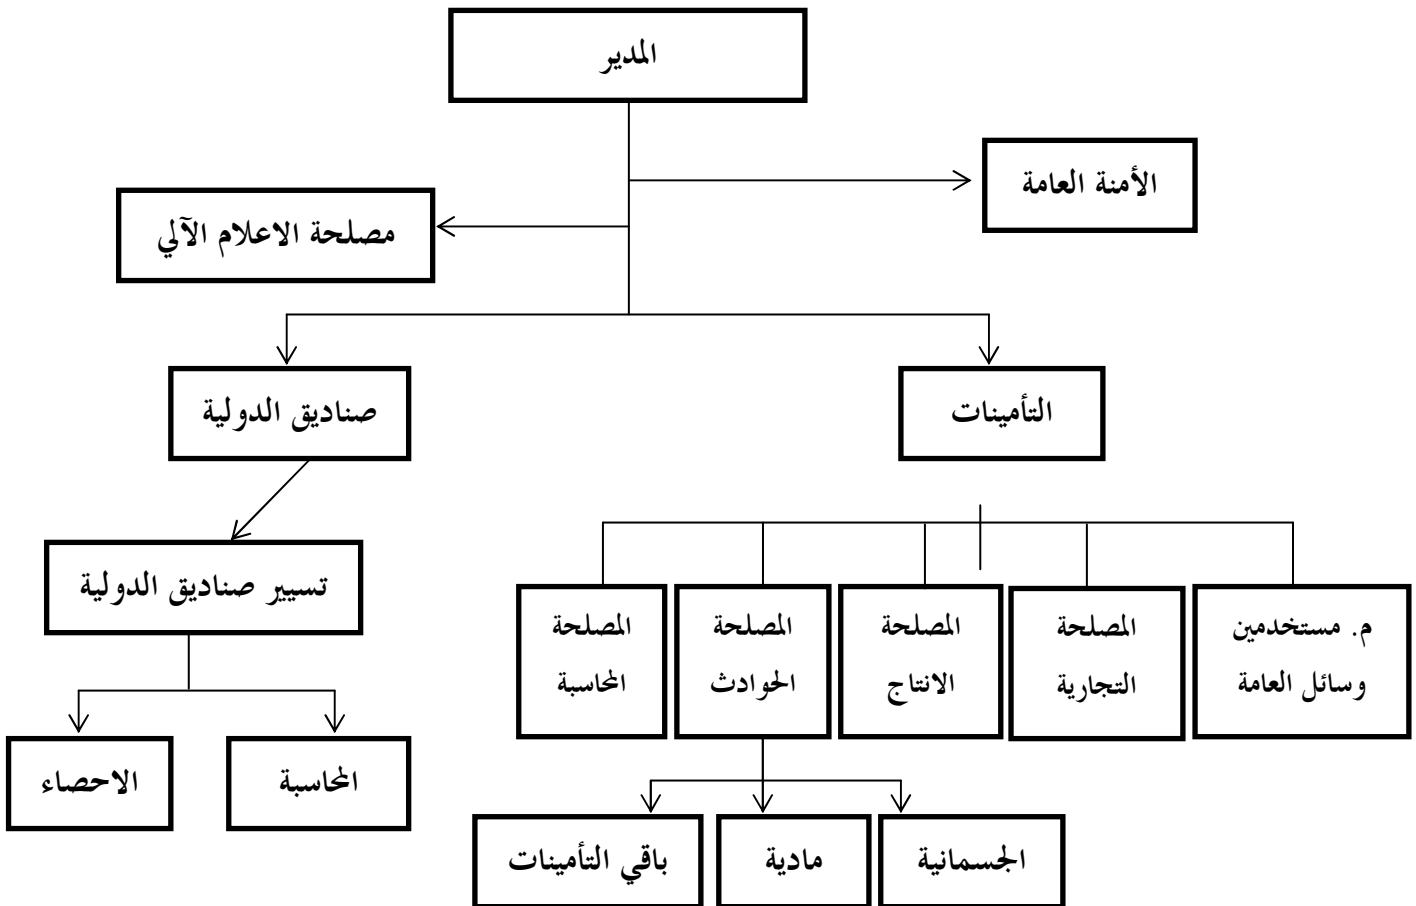 المدير
الأمنة العامة
مصلحة الاعلام الآلي
التأمينات
صناديق الدولية
تسيير صناديق الدولية
م. مستخدمين
وسائل العامة
المصلحة
التجارية
المصلحة
الانتاج
المصلحة
الحوادث
المصلحة
المحاسبة
المحاسبة
الاحصاء
الجسمانية
مادية
باقي التأمينات